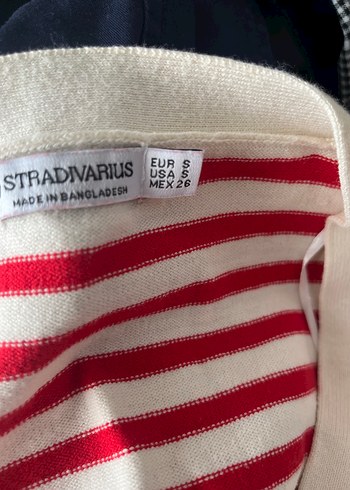 STRADIVARIUS
MADE IN BANGLADESH
EUR S
USA S
MEX 26